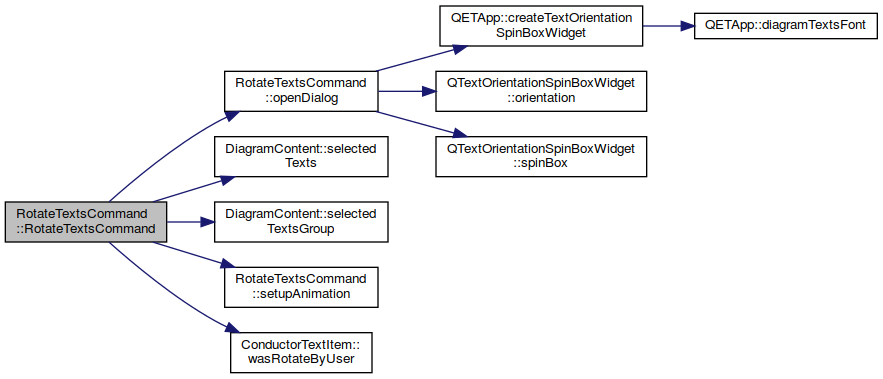 QETApp::createTextOrientation
SpinBoxWidget
QETApp::diagramTextsFont
RotateTextsCommand
::openDialog
QTextOrientationSpinBoxWidget
::orientation
QTextOrientationSpinBoxWidget
::spinBox
DiagramContent::selected
Texts
RotateTextsCommand
::RotateTextsCommand
DiagramContent::selected
TextsGroup
RotateTextsCommand
::setupAnimation
ConductorTextItem::
wasRotateByUser